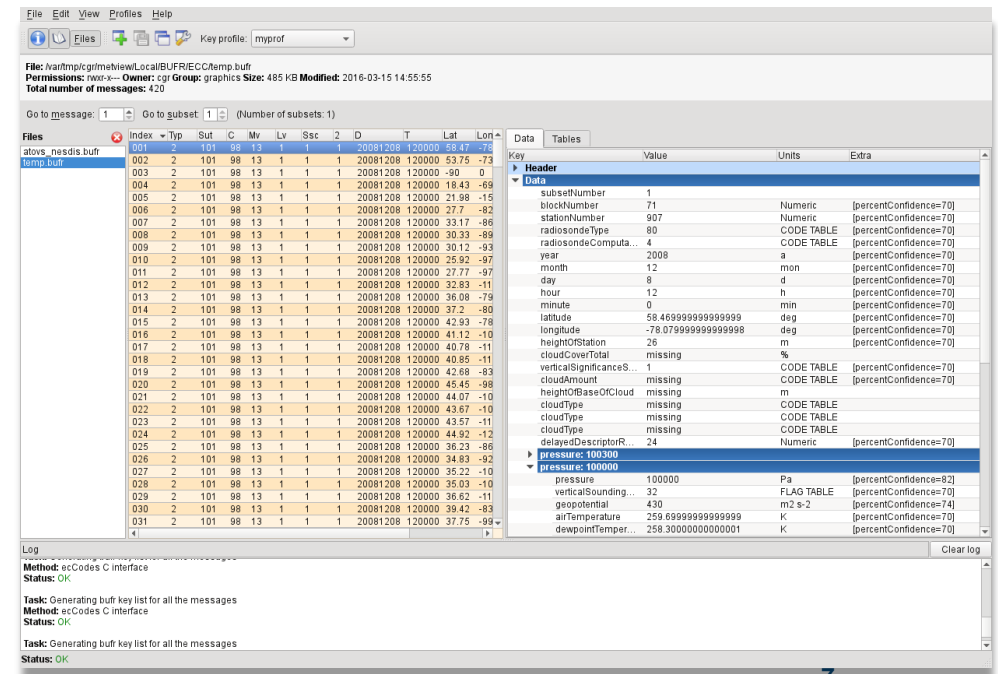 File Edit View Profiles Help
Files Key profile: myprof
File: /var/tmp/cgr/metview/Local/BUFR/ECC/temp.bufr
Permissions: rwxr-x--- Owner: cgr Group: graphics Size: 485 KB Modified: 2016-03-15 14:55:55
Total number of messages: 420
Go to message: 1 Go to subset: 1 (Number of subsets: 1)
Files
atovs_nesdis.bufr
temp.bufr
Index Typ Sut C Mv Lv Ssc 2 D T Lat Lon
001 2 101 98 13 1 1 1 20081208 120000 58.47 -78
002 2 101 98 13 1 1 1 20081208 120000 53.75 -73
003 2 101 98 13 1 1 1 20081208 120000 -90 0
004 2 101 98 13 1 1 1 20081208 120000 18.43 -69
005 2 101 98 13 1 1 1 20081208 120000 21.98 -15
006 2 101 98 13 1 1 1 20081208 120000 27.7 -82
007 2 101 98 13 1 1 1 20081208 120000 33.17 -86
008 2 101 98 13 1 1 1 20081208 120000 30.33 -89
009 2 101 98 13 1 1 1 20081208 120000 30.12 -93
010 2 101 98 13 1 1 1 20081208 120000 25.92 -97
011 2 101 98 13 1 1 1 20081208 120000 27.77 -97
012 2 101 98 13 1 1 1 20081208 120000 32.83 -11
013 2 101 98 13 1 1 1 20081208 120000 36.08 -79
014 2 101 98 13 1 1 1 20081208 120000 37.2 -80
015 2 101 98 13 1 1 1 20081208 120000 42.93 -78
016 2 101 98 13 1 1 1 20081208 120000 41.12 -10
017 2 101 98 13 1 1 1 20081208 120000 40.78 -11
018 2 101 98 13 1 1 1 20081208 120000 40.85 -11
019 2 101 98 13 1 1 1 20081208 120000 42.68 -83
020 2 101 98 13 1 1 1 20081208 120000 45.45 -98
021 2 101 98 13 1 1 1 20081208 120000 44.07 -10
022 2 101 98 13 1 1 1 20081208 120000 43.67 -10
023 2 101 98 13 1 1 1 20081208 120000 43.57 -11
024 2 101 98 13 1 1 1 20081208 120000 44.92 -12
025 2 101 98 13 1 1 1 20081208 120000 36.23 -86
026 2 101 98 13 1 1 1 20081208 120000 34.83 -92
027 2 101 98 13 1 1 1 20081208 120000 35.22 -10
028 2 101 98 13 1 1 1 20081208 120000 35.03 -10
029 2 101 98 13 1 1 1 20081208 120000 36.62 -11
030 2 101 98 13 1 1 1 20081208 120000 39.42 -83
031 2 101 98 13 1 1 1 20081208 120000 37.75 -99
Data Tables
Key Value Units Extra
Header
Data
subsetNumber 1
blockNumber 71 Numeric [percentConfidence=70]
stationNumber 907 Numeric [percentConfidence=70]
radiosondeType 80 CODE TABLE [percentConfidence=70]
radiosondeComputa... 4 CODE TABLE [percentConfidence=70]
year 2008 a [percentConfidence=70]
month 12 mon [percentConfidence=70]
day 8 d [percentConfidence=70]
hour 12 h [percentConfidence=70]
minute 0 min [percentConfidence=70]
latitude 58.469999999999999 deg [percentConfidence=70]
longitude -78.079999999999998 deg [percentConfidence=70]
heightOfStation 26 m [percentConfidence=70]
cloudCoverTotal missing %
verticalSignificanceS... 1 CODE TABLE [percentConfidence=70]
cloudAmount missing CODE TABLE [percentConfidence=70]
heightOfBaseOfCloud missing m
cloudType missing CODE TABLE
cloudType missing CODE TABLE
cloudType missing CODE TABLE
delayedDescriptorR... 24 Numeric [percentConfidence=70]
pressure: 100300
pressure: 100000
pressure 100000 Pa [percentConfidence=82]
verticalSounding... 32 FLAG TABLE [percentConfidence=70]
geopotential 430 m2 s-2 [percentConfidence=74]
airTemperature 259.69999999999999 K [percentConfidence=70]
dewpointTemper... 258.30000000000001 K [percentConfidence=70]
Log Clear log
Method: ecCodes C interface
Status: OK
Task: Generating bufr key list for all the messages
Method: ecCodes C interface
Status: OK
Task: Generating bufr key list for all the messages
Status: OK